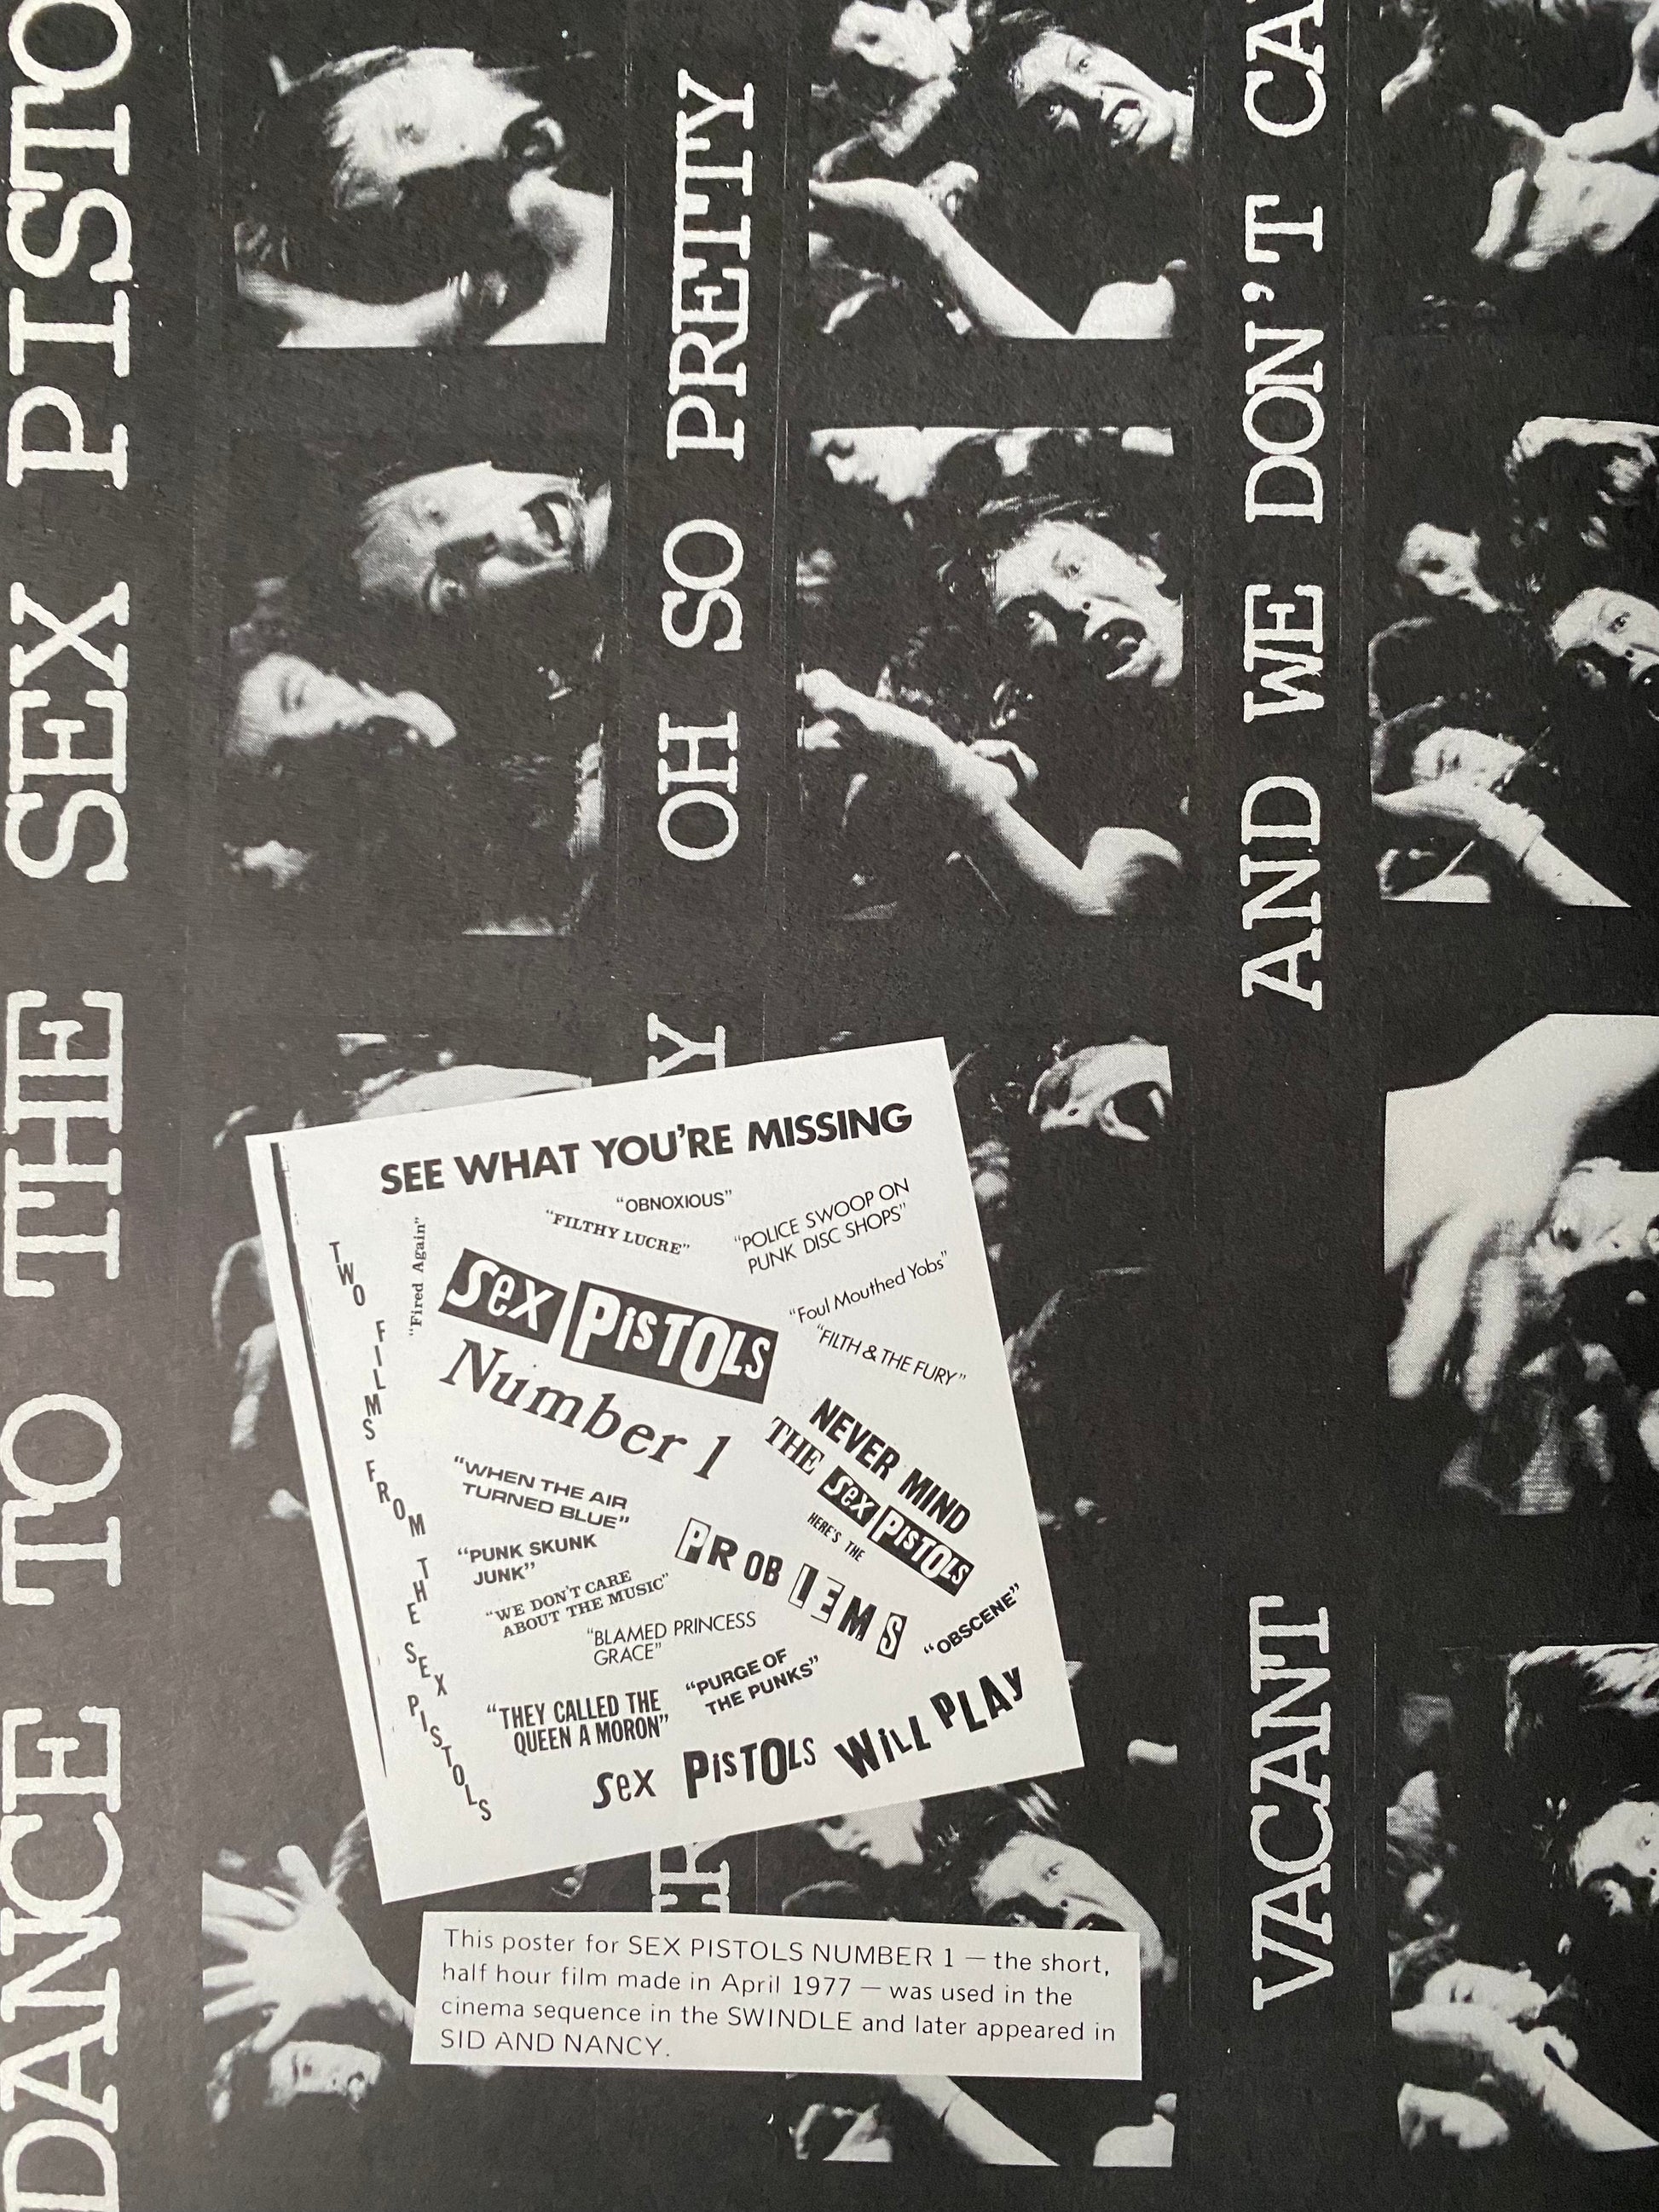 DANCE TO THE SEX PISTO
OH SO PRETTY
AND WE DON'T CA
VACANT
SEE WHAT YOU'RE MISSING
"OBNOXIOUS"
"FILTHY LUCRE"
"POLICE SWOOP ON
PUNK DISC SHOPS"
"Fired Again"
TWO FILMS FROM THE SEX PISTOLS
Sex PisTOLS
Number 1
"Foul Mouthed Yobs"
"FILTH & THE FURY"
NEVER MIND
THE
Sex PisTOLS
HERE'S THE
PROBLEMS
"WHEN THE AIR
TURNED BLUE"
"PUNK SKUNK
JUNK"
"WE DON'T CARE
ABOUT THE MUSIC"
"BLAMED PRINCESS
GRACE"
"PURGE OF
THE PUNKS"
"OBSCENE"
"THEY CALLED THE
QUEEN A MORON"
Sex PisTOLS WiLL PLAy
This poster for SEX PISTOLS NUMBER 1 — the short,
half hour film made in April 1977 — was used in the
cinema sequence in the SWINDLE and later appeared in
SID AND NANCY.